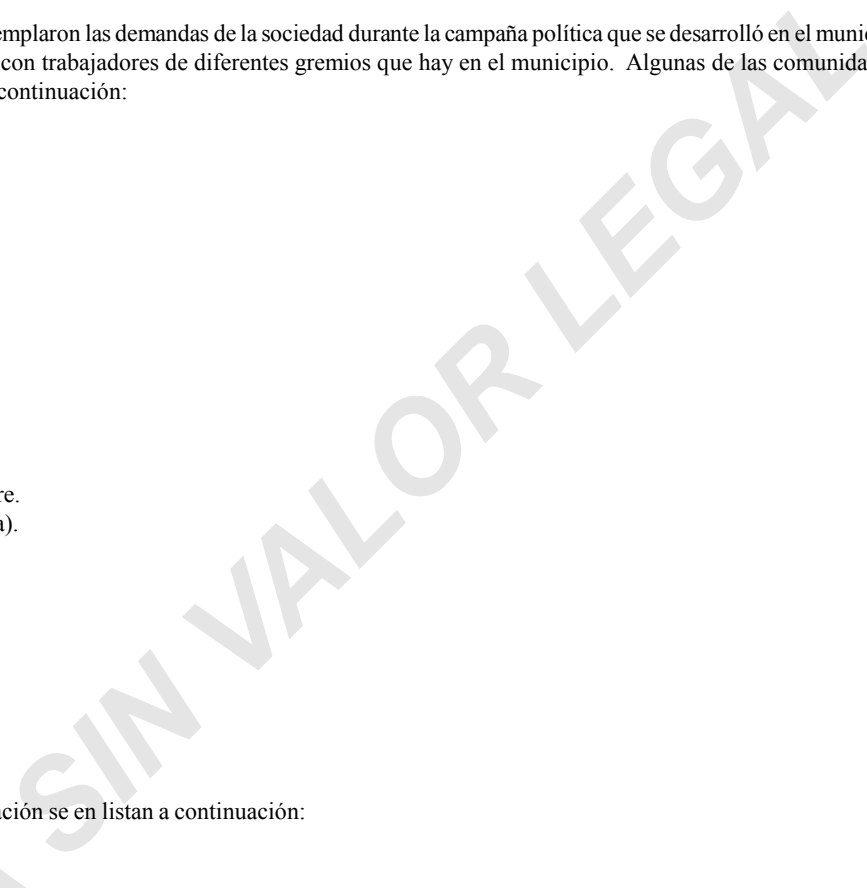 emplaron las demandas de la sociedad durante la campaña política que se desarrolló en el munic
con trabajadores de diferentes gremios que hay en el municipio. Algunas de las comunida
continuación:
re.
a).
ación se en listan a continuación:
A SIN VALOR LEGAL